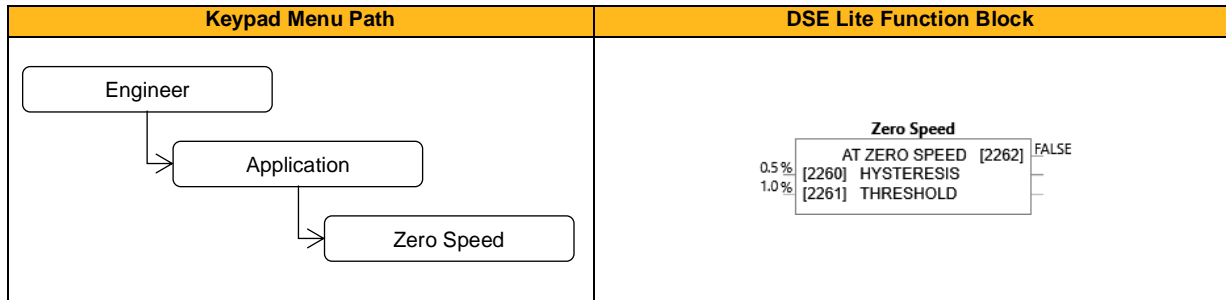 Keypad Menu Path
DSE Lite Function Block
Engineer
Application
Zero Speed
Zero Speed
AT ZERO SPEED [2262] FALSE
0.5 % [2260] HYSTERESIS
1.0 % [2261] THRESHOLD